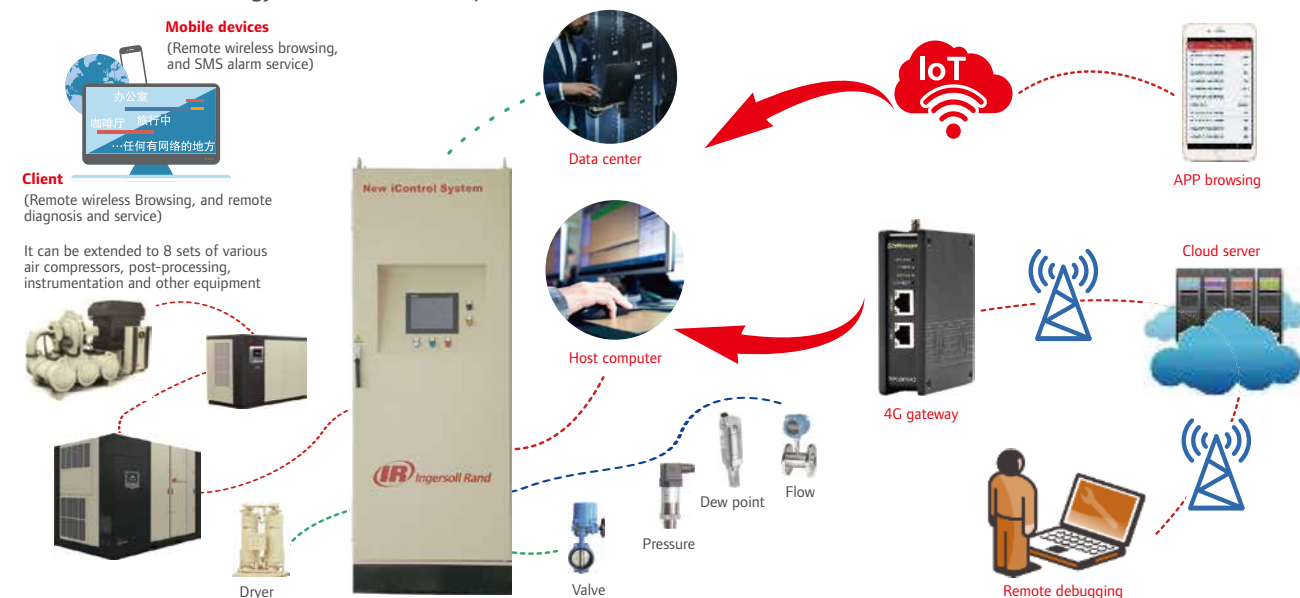 Mobile devices
(Remote wireless browsing,
and SMS alarm service)
办公室
咖啡厅
旅行中
…任何有网络的地方
Client
(Remote wireless Browsing, and remote
diagnosis and service)
It can be extended to 8 sets of various
air compressors, post-processing,
instrumentation and other equipment
Dryer
New iControl System
IR Ingersoll Rand
Data center
Host computer
Valve
Pressure
Dew point
Flow
IoT
APP browsing
4G gateway
Cloud server
Remote debugging